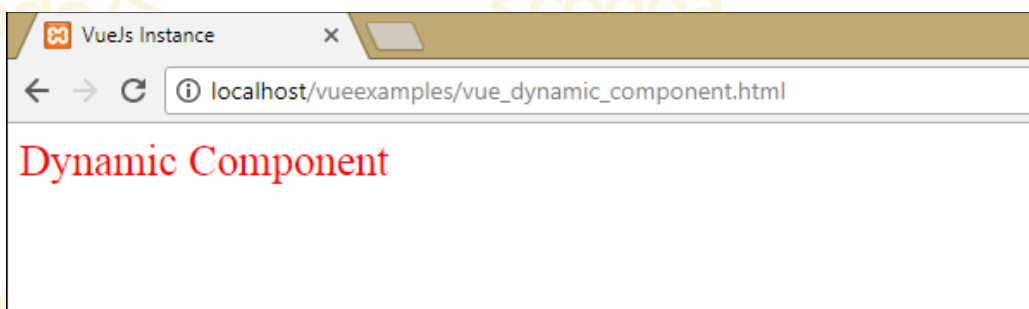 VueJs Instance
localhost/vueexamples/vue_dynamic_component.html
Dynamic Component